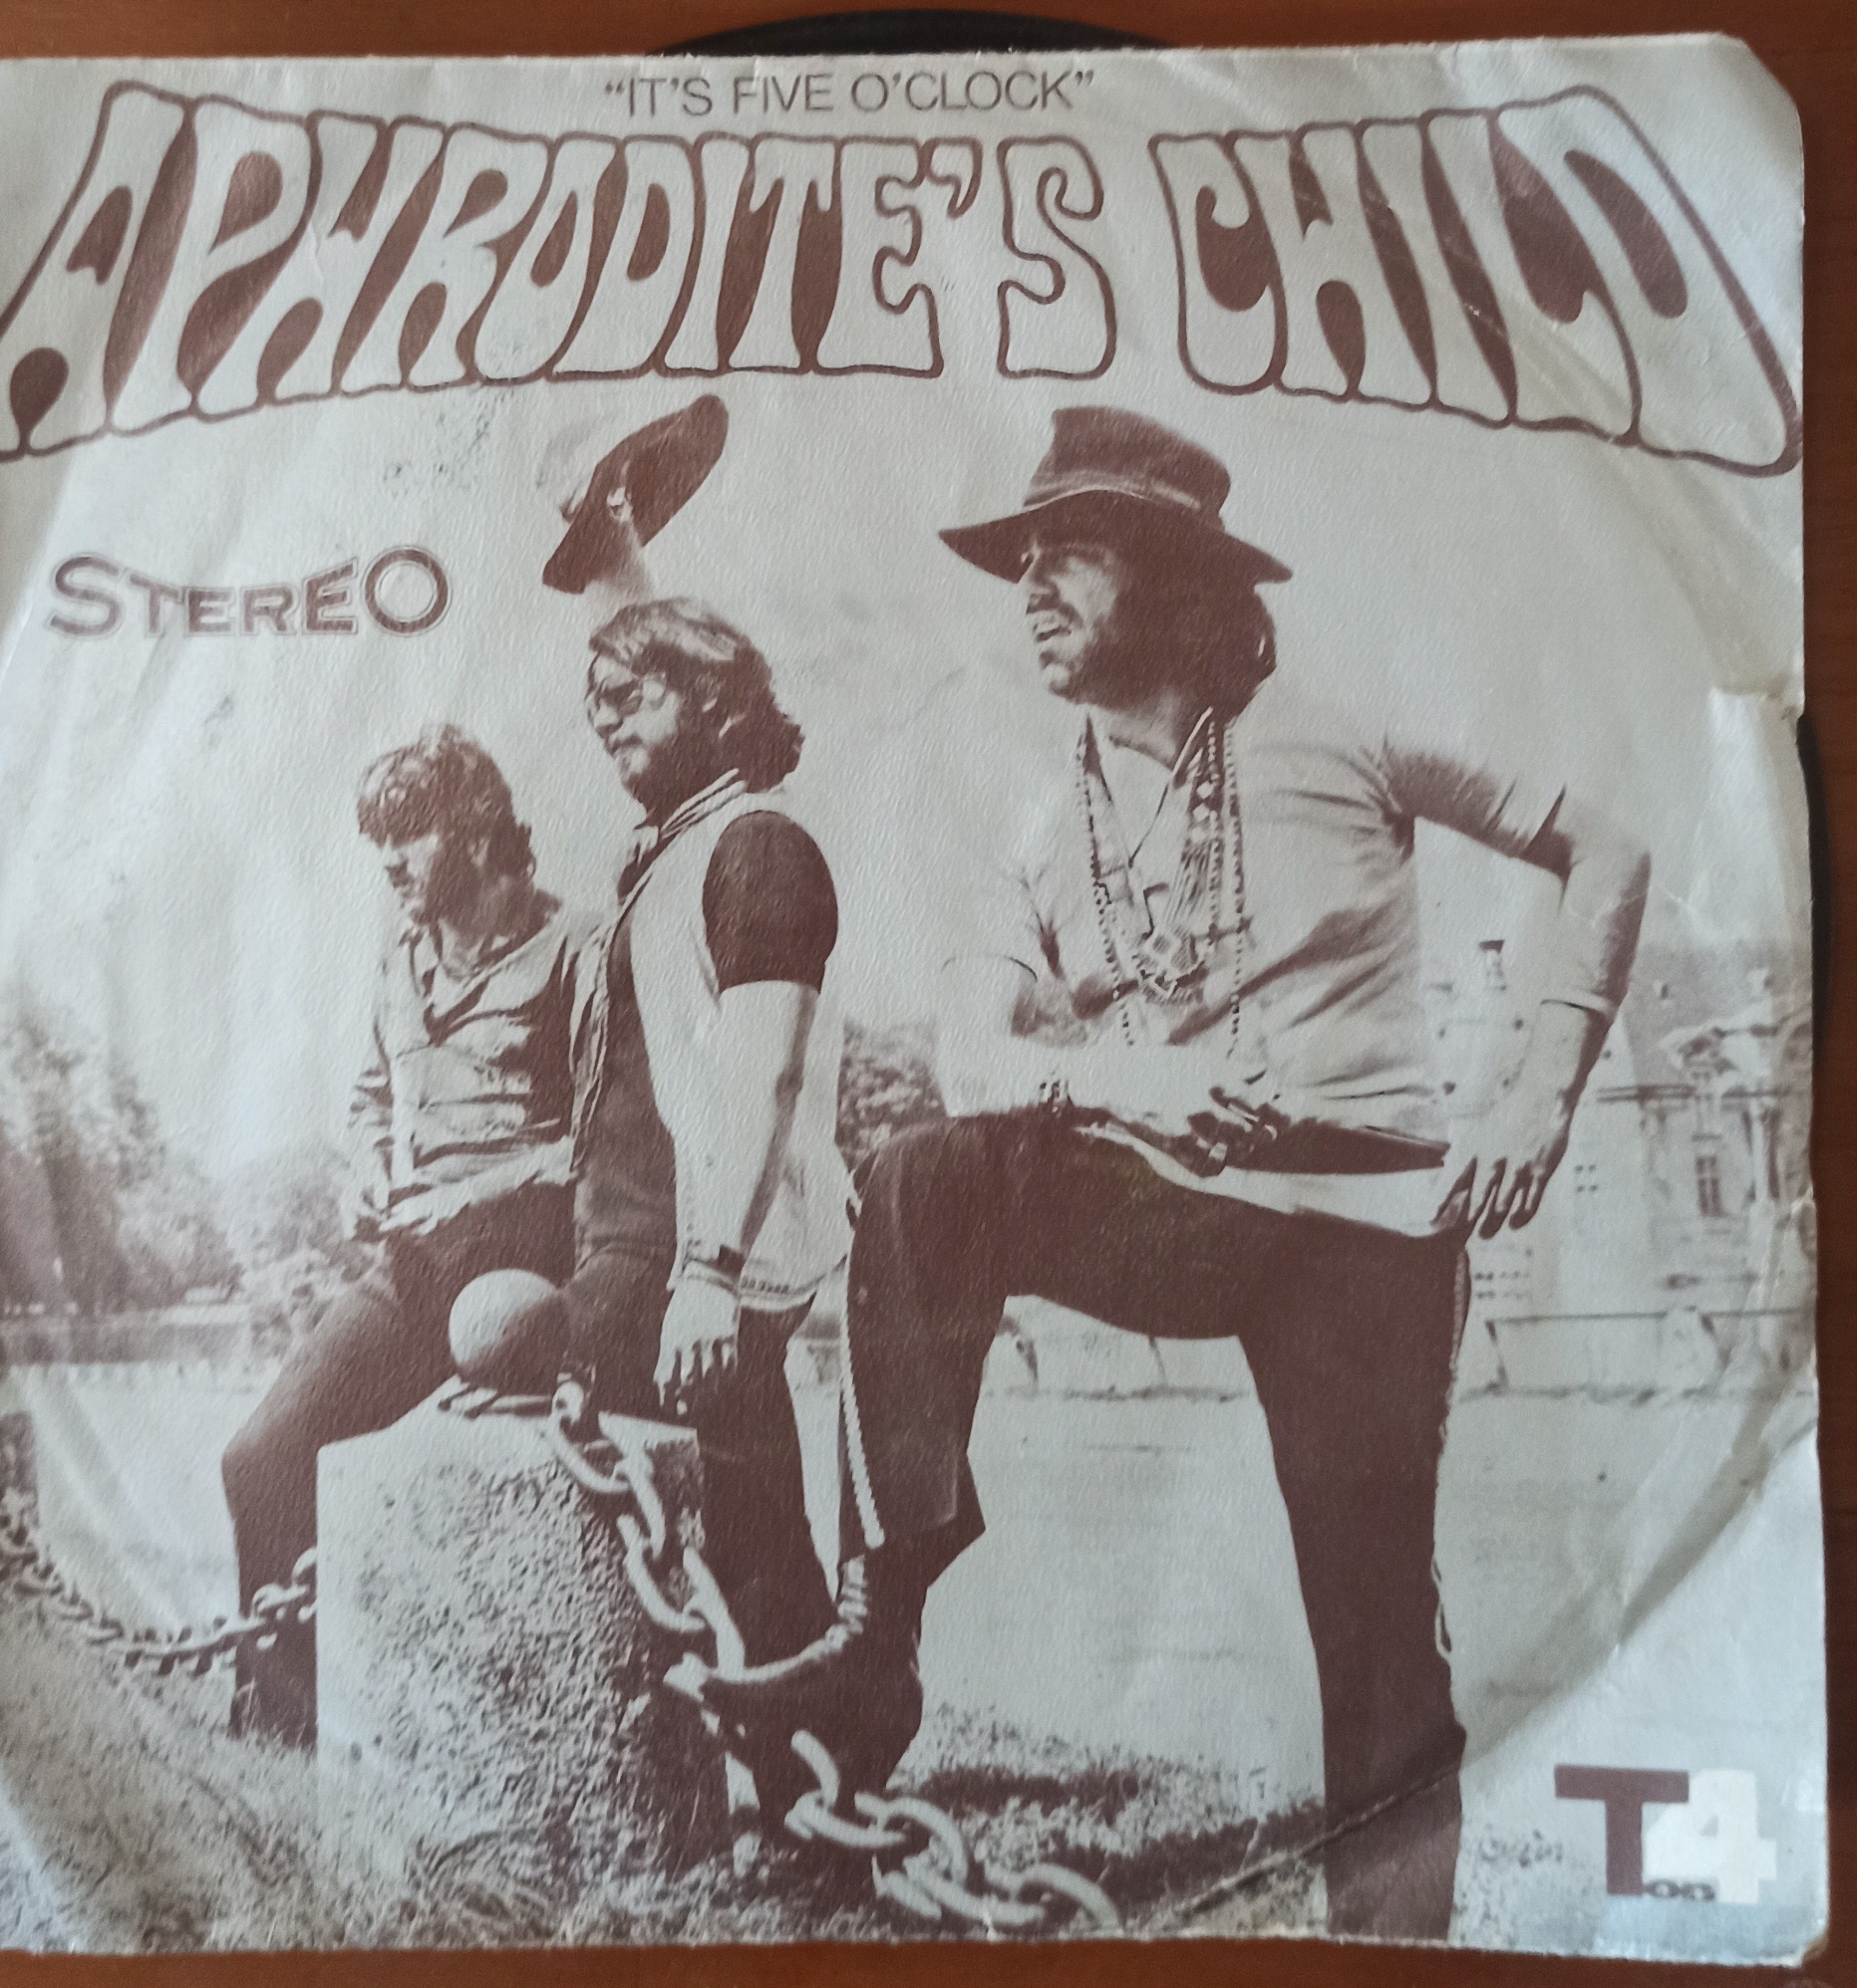 "IT'S FIVE O'CLOCK"
APHRODITE'S CHILD
STEREO
T4